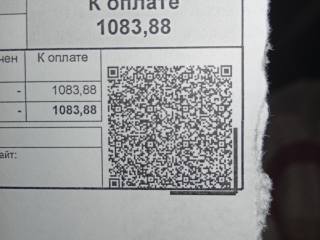 К оплате
1083,88
чен К оплате
- 1083,88
- 1083,88
айт: